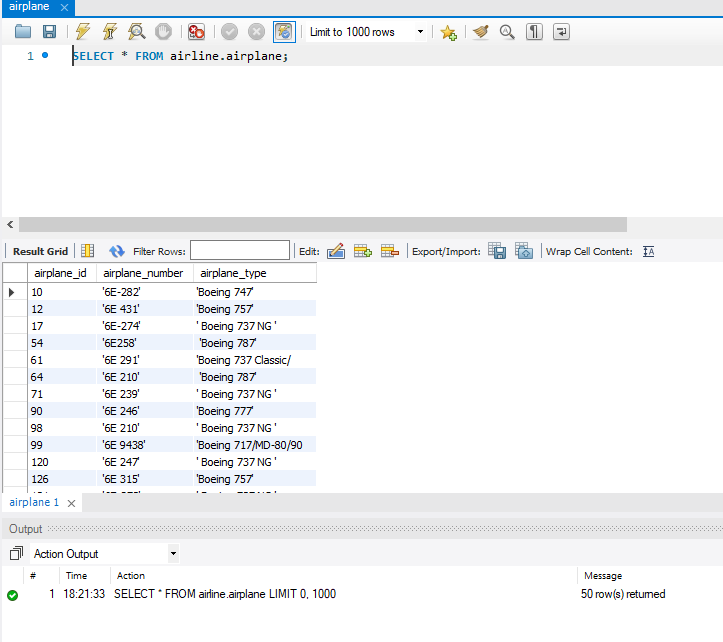 airplane
Limit to 1000 rows
1 SELECT * FROM airline.airplane;
Result Grid Filter Rows: Edit: Export/Import: Wrap Cell Content:
airplane_id airplane_number airplane_type
10 '6E-282' 'Boeing 747'
12 '6E 431' 'Boeing 757'
17 '6E-274' ' Boeing 737 NG '
54 '6E258' 'Boeing 787'
61 '6E 291' 'Boeing 737 Classic/
64 '6E 210' 'Boeing 787'
71 '6E 239' ' Boeing 737 NG '
90 '6E 246' 'Boeing 777'
98 '6E 210' ' Boeing 737 NG '
99 '6E 9438' 'Boeing 717/MD-80/90
120 '6E 247' ' Boeing 737 NG '
126 '6E 315' 'Boeing 757'
airplane 1
Output
Action Output
# Time Action Message
1 18:21:33 SELECT * FROM airline.airplane LIMIT 0, 1000 50 row(s) returned